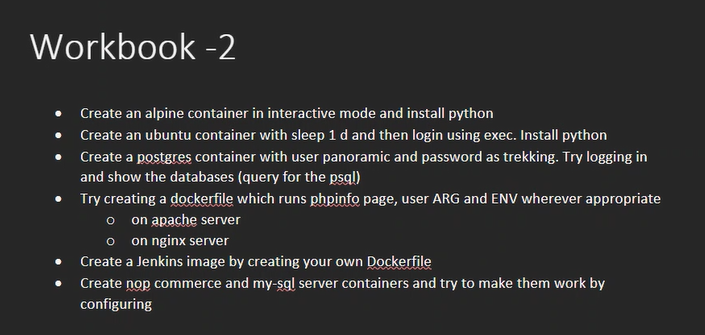 Workbook -2
• Create an alpine container in interactive mode and install python
• Create an ubuntu container with sleep 1 d and then login using exec. Install python
• Create a postgres container with user panoramic and password as trekking. Try logging in
and show the databases (query for the psql)
• Try creating a dockerfile which runs phpinfo page, user ARG and ENV wherever appropriate
o on apache server
o on nginx server
• Create a Jenkins image by creating your own Dockerfile
• Create nop commerce and my-sql server containers and try to make them work by
configuring